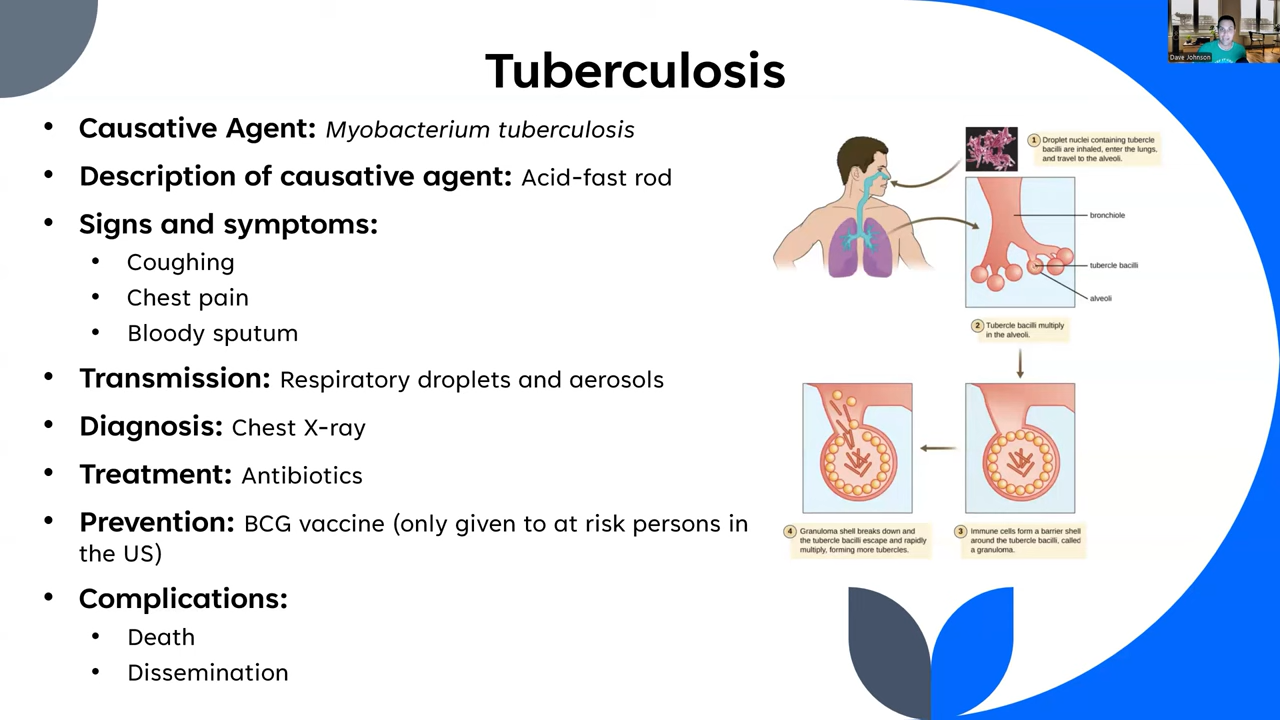 Tuberculosis
• Causative Agent: Myobacterium tuberculosis
• Description of causative agent: Acid-fast rod
• Signs and symptoms:
• Coughing
• Chest pain
• Bloody sputum
• Transmission: Respiratory droplets and aerosols
• Diagnosis: Chest X-ray
• Treatment: Antibiotics
• Prevention: BCG vaccine (only given to at risk persons in
the US)
• Complications:
• Death
• Dissemination
1 Droplet nuclei containing tubercle
bacilli are inhaled, enter the lungs,
and travel to the alveoli.
bronchiole
tubercle bacilli
alveoli
2 Tubercle bacilli multiply
in the alveoli.
4 Granuloma shell breaks down and
the tubercle bacilli escape and rapidly
multiply, forming more tubercles.
3 Immune cells form a barrier shell
around the tubercle bacilli, called
a granuloma.
Dave Johnson